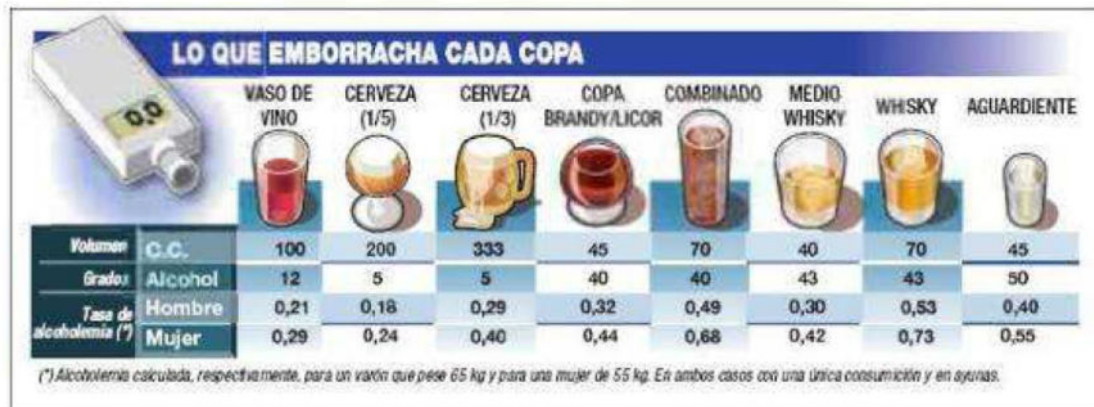 LO QUE EMBORRACHA CADA COPA
0,0
VASO DE VINO
CERVEZA (1/5)
CERVEZA (1/3)
COPA BRANDY/LICOR
COMBINADO
MEDIO WHISKY
WHISKY
AGUARDIENTE
Volumen C.C. 100 200 333 45 70 40 70 45
Grados Alcohol 12 5 5 40 40 43 43 50
Tasa de alcoholemia (*)
Hombre 0,21 0,18 0,29 0,32 0,49 0,30 0,53 0,40
Mujer 0,29 0,24 0,40 0,44 0,68 0,42 0,73 0,55
(*) Alcoholemia calculada, respectivamente, para un varón que pese 65 kg y para una mujer de 55 kg. En ambos casos con una única consumición y en ayunas.